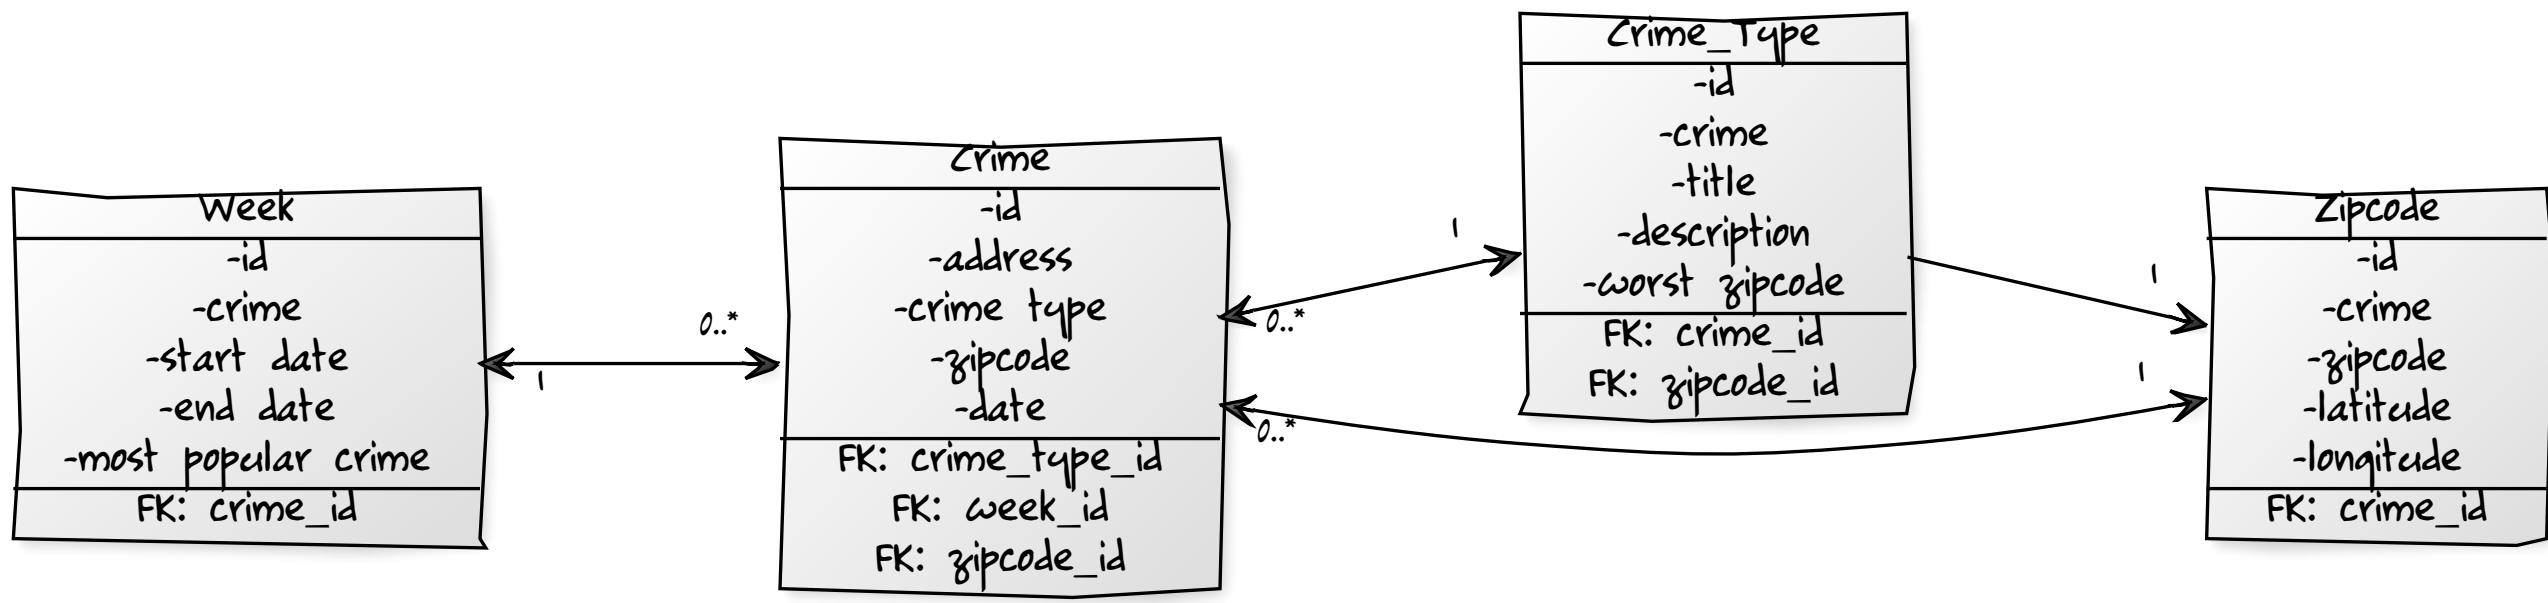 Week
-id
-crime
-start date
-end date
-most popular crime
FK: crime_id
1
0..*
Crime
-id
-address
-crime type
-zipcode
-date
FK: crime_type_id
FK: week_id
FK: zipcode_id
0..*
1
0..*
1
Crime_Type
-id
-crime
-title
-description
-worst zipcode
FK: crime_id
FK: zipcode_id
1
Zipcode
-id
-crime
-zipcode
-latitude
-longitude
FK: crime_id